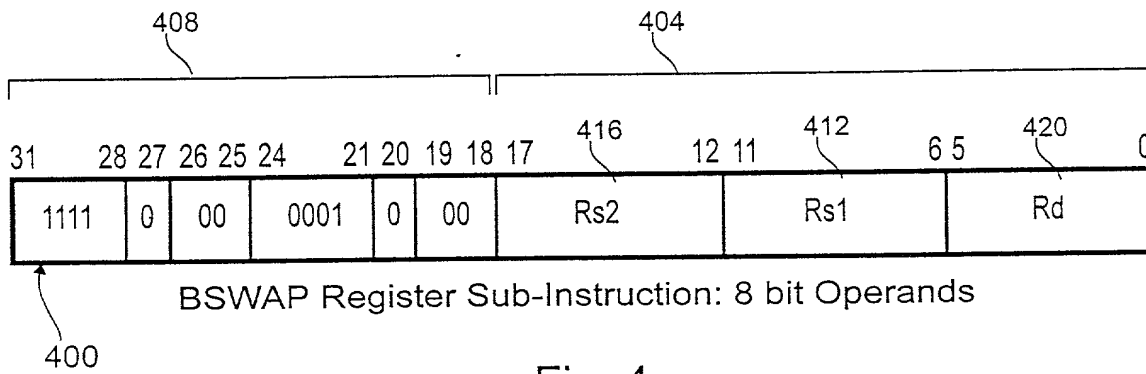 408 404
416 412 420
31 28 27 26 25 24 21 20 19 18 17 12 11 6 5 0
1111 0 00 0001 0 00 Rs2 Rs1 Rd
BSWAP Register Sub-Instruction: 8 bit Operands
400